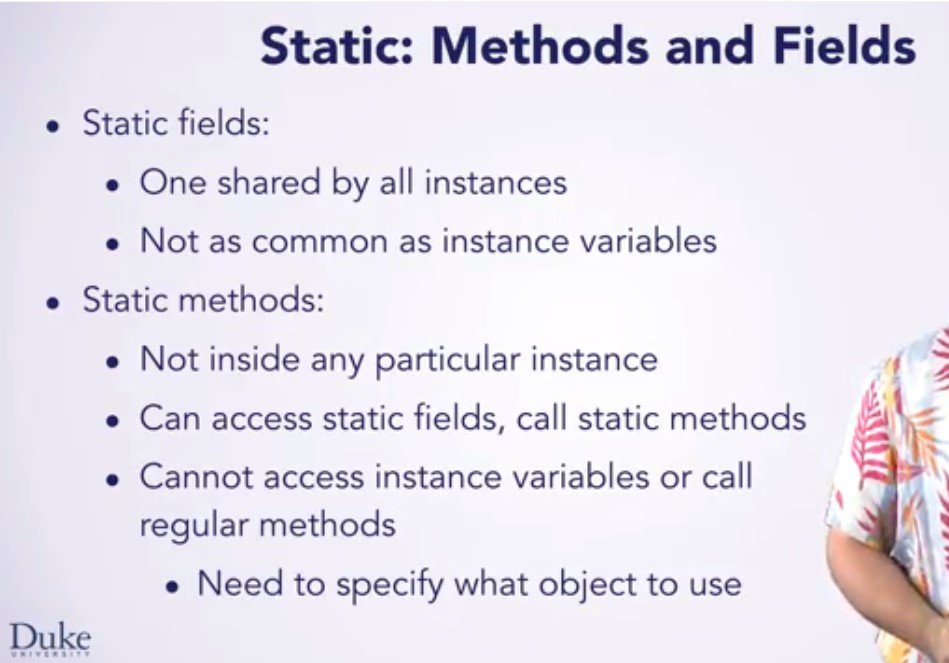 Static: Methods and Fields
• Static fields:
• One shared by all instances
• Not as common as instance variables
• Static methods:
• Not inside any particular instance
• Can access static fields, call static methods
• Cannot access instance variables or call
regular methods
• Need to specify what object to use
Duke
UNIVERSITY